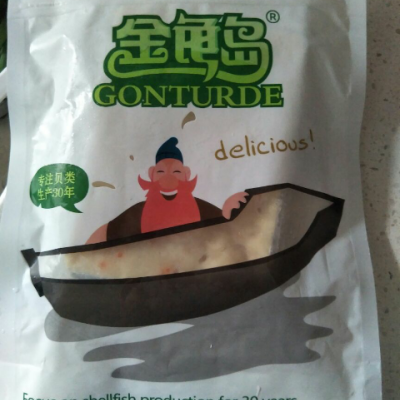 金角岛®
GONTURDE
delicious!
专注贝类
生产30年
Focus on shellfish production for 30 years